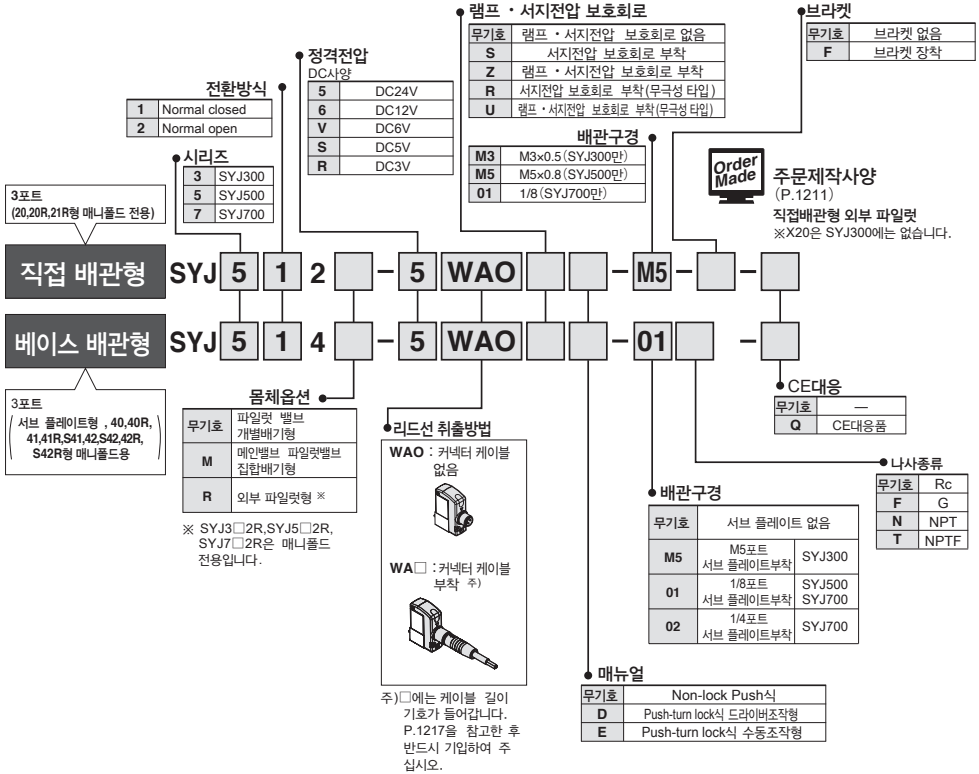 램프 · 서지전압 보호회로
무기호 램프 · 서지전압 보호회로 없음
S 서지전압 보호회로 부착
Z 램프 · 서지전압 보호회로 부착
R 서지전압 보호회로 부착(무극성 타입)
U 램프 · 서지전압 보호회로 부착(무극성 타입)
브라켓
무기호 브라켓 없음
F 브라켓 장착
정격전압
DC사양
5 DC24V
6 DC12V
V DC6V
S DC5V
R DC3V
전환방식
1 Normal closed
2 Normal open
배관구경
M3 M3×0.5(SYJ300만)
M5 M5×0.8(SYJ500만)
01 1/8(SYJ700만)
시리즈
3 SYJ300
5 SYJ500
7 SYJ700
Order
Made
주문제작사양
(P.1211)
직접배관형 외부 파일럿
※X20은 SYJ300에는 없습니다.
3포트
(20,20R,21R형 매니폴드 전용)
직접 배관형 SYJ 5 1 2 □ - 5 WAO □ □ - M5 - □ - □
베이스 배관형 SYJ 5 1 4 □ - 5 WAO □ □ - 01 □ - □
3포트
(서브 플레이트형 , 40,40R,
41,41R,S41,42,S42,42R,
S42R형 매니폴드용)
몸체옵션
무기호 파일럿 밸브
개별배기형
M 메인밸브 파일럿밸브
집합배기형
R 외부 파일럿형 ※
※ SYJ3□2R,SYJ5□2R,
SYJ7□2R은 매니폴드
전용입니다.
리드선 취출방법
WAO : 커넥터 케이블
없음
WA□ :커넥터 케이블
부착 주)
주)□에는 케이블 길이
기호가 들어갑니다.
P.1217을 참고한 후
반드시 기입하여 주
십시오.
CE대응
무기호 —
Q CE대응품
나사종류
무기호 Rc
F G
N NPT
T NPTF
배관구경
무기호 서브 플레이트 없음
M5 M5포트
서브 플레이트부착 SYJ300
01 1/8포트
서브 플레이트부착 SYJ500
SYJ700
02 1/4포트
서브 플레이트부착 SYJ700
매뉴얼
무기호 Non-lock Push식
D Push-turn lock식 드라이버조작형
E Push-turn lock식 수동조작형